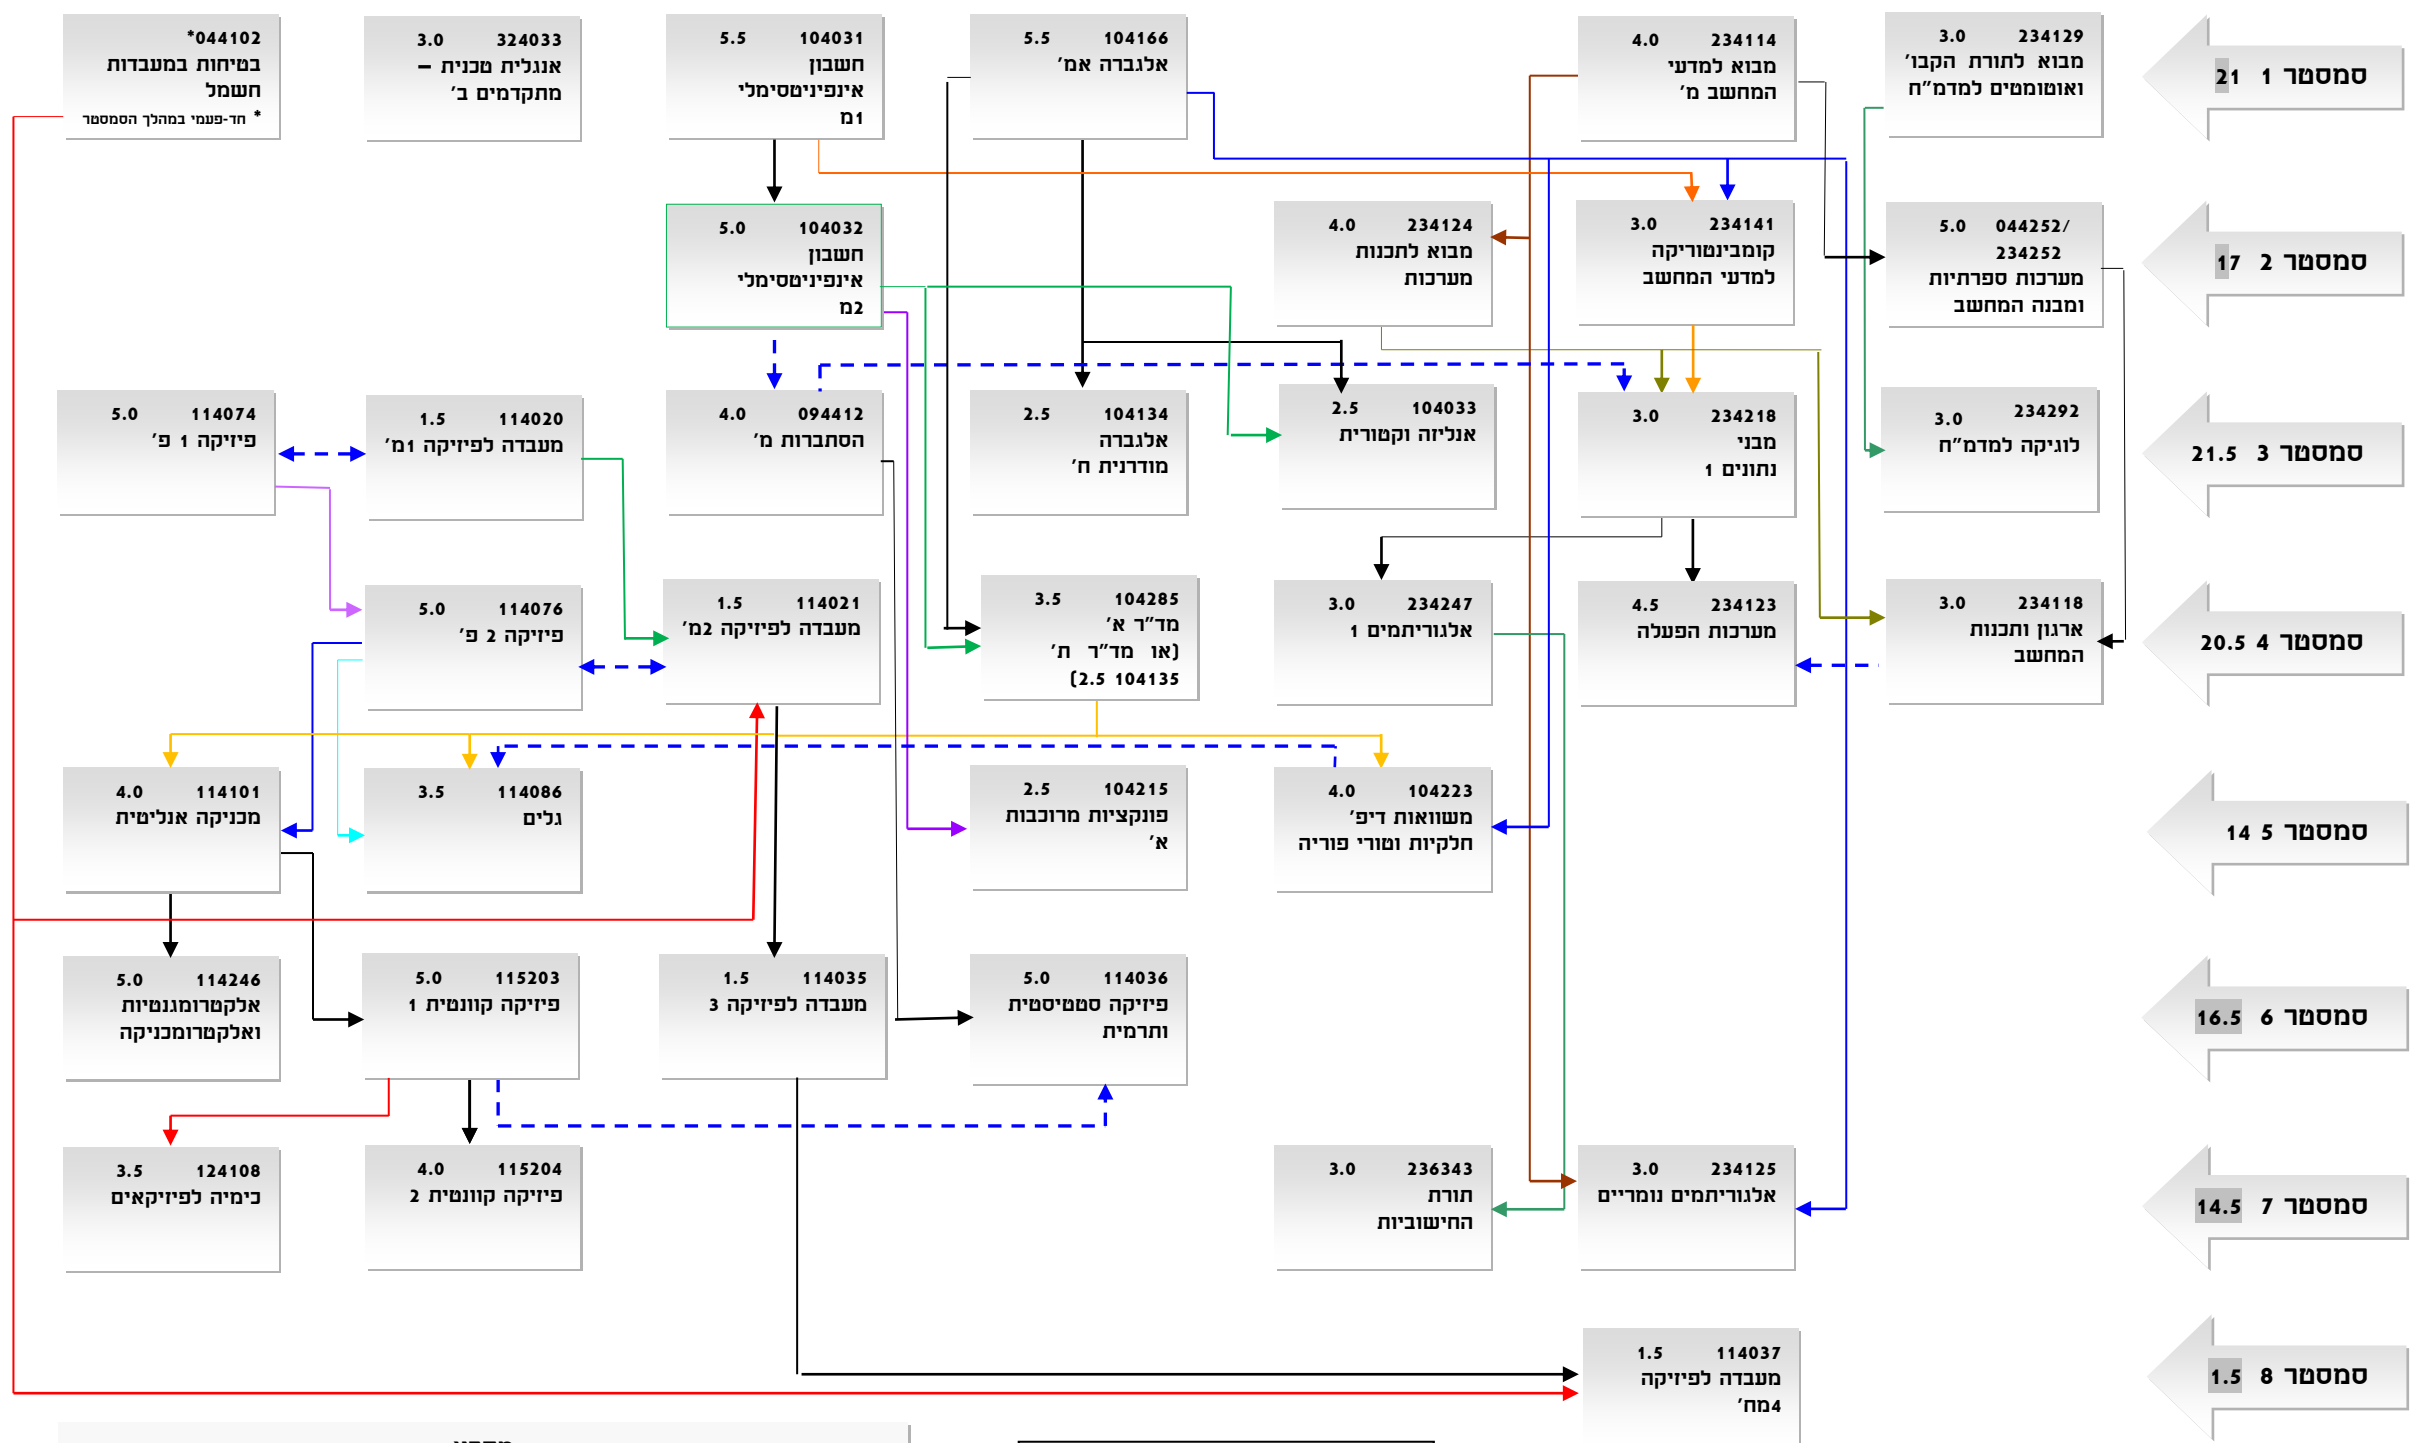 סמסטר 1 21
234129 3.0
מבוא לתורת הקבו'
ואוטומטים למדמ"ח
234114 4.0
מבוא למדעי
המחשב מ'
104166 5.5
אלגברה אמ'
104031 5.5
חשבון
אינפיניטסימלי
1מ
324033 3.0
אנגלית טכנית –
מתקדמים ב'
044102*
בטיחות במעבדות
חשמל
* חד-פעמי במהלך הסמסטר
סמסטר 2 17
044252/ 5.0
234252
מערכות ספרתיות
ומבנה המחשב
234141 3.0
קומבינטוריקה
למדעי המחשב
234124 4.0
מבוא לתכנות
מערכות
104032 5.0
חשבון
אינפיניטסימלי
2מ
סמסטר 3 21.5
234292 3.0
לוגיקה למדמ"ח
234218 3.0
מבני
נתונים 1
104033 2.5
אנליזה וקטורית
104134 2.5
אלגברה
מודרנית ח'
094412 4.0
הסתברות מ'
114020 1.5
מעבדה לפיזיקה 1מ'
114074 5.0
פיזיקה 1 פ'
סמסטר 4 20.5
234118 3.0
ארגון ותכנות
המחשב
234123 4.5
מערכות הפעלה
234247 3.0
אלגוריתמים 1
104285 3.5
מד"ר א'
(או מד"ר ת'
104135 2.5)
114021 1.5
מעבדה לפיזיקה 2מ'
114076 5.0
פיזיקה 2 פ'
סמסטר 5 14
104223 4.0
משוואות דיפ'
חלקיות וטורי פוריה
104215 2.5
פונקציות מרוכבות
א'
114086 3.5
גלים
114101 4.0
מכניקה אנליטית
סמסטר 6 16.5
114036 5.0
פיזיקה סטטיסטית
ותרמית
114035 1.5
מעבדה לפיזיקה 3
115203 5.0
פיזיקה קוונטית 1
114246 5.0
אלקטרומגנטיות
ואלקטרומכניקה
סמסטר 7 14.5
234125 3.0
אלגוריתמים נומריים
236343 3.0
תורת
החישוביות
115204 4.0
פיזיקה קוונטית 2
124108 3.5
כימיה לפיזיקאים
סמסטר 8 1.5
114037 1.5
מעבדה לפיזיקה
4מח'